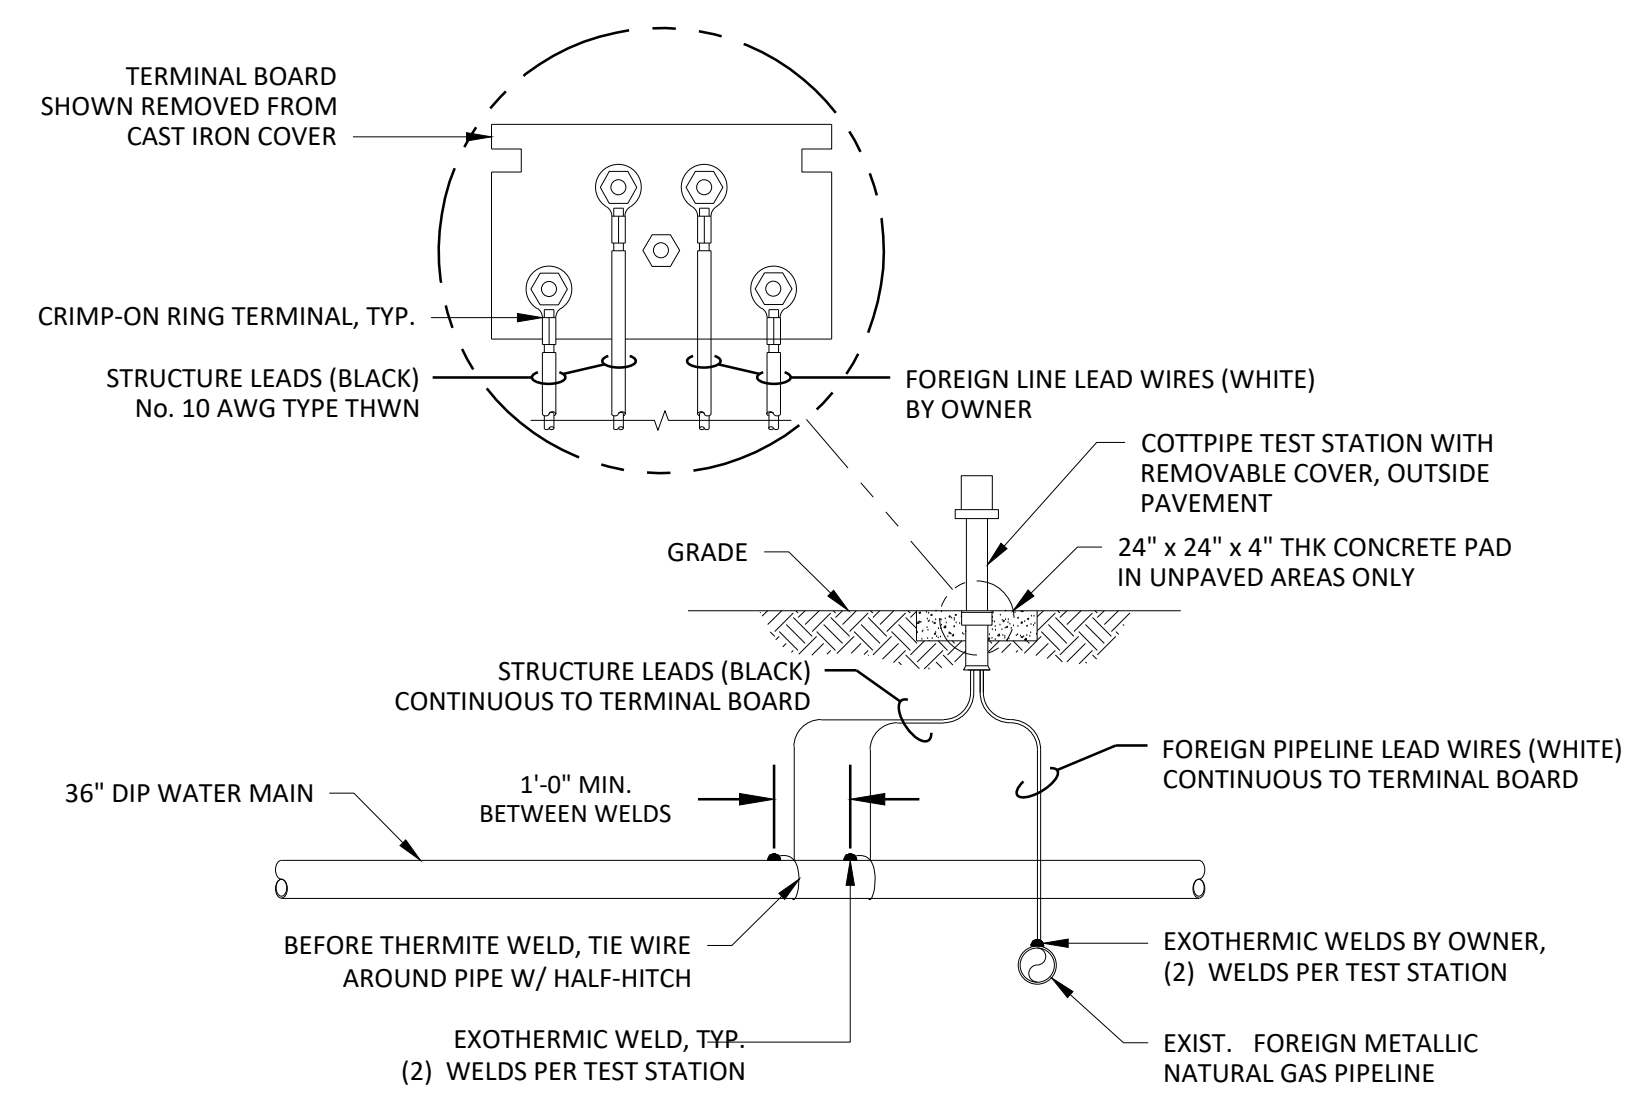 TERMINAL BOARD
SHOWN REMOVED FROM
CAST IRON COVER
CRIMP-ON RING TERMINAL, TYP.
STRUCTURE LEADS (BLACK)
No. 10 AWG TYPE THWN
FOREIGN LINE LEAD WIRES (WHITE)
BY OWNER
COTTPIPE TEST STATION WITH
REMOVABLE COVER, OUTSIDE
PAVEMENT
GRADE
24" x 24" x 4" THK CONCRETE PAD
IN UNPAVED AREAS ONLY
STRUCTURE LEADS (BLACK)
CONTINUOUS TO TERMINAL BOARD
FOREIGN PIPELINE LEAD WIRES (WHITE)
CONTINUOUS TO TERMINAL BOARD
36" DIP WATER MAIN
1'-0" MIN.
BETWEEN WELDS
BEFORE THERMITE WELD, TIE WIRE
AROUND PIPE W/ HALF-HITCH
EXOTHERMIC WELDS BY OWNER,
(2) WELDS PER TEST STATION
EXOTHERMIC WELD, TYP.
(2) WELDS PER TEST STATION
EXIST. FOREIGN METALLIC
NATURAL GAS PIPELINE